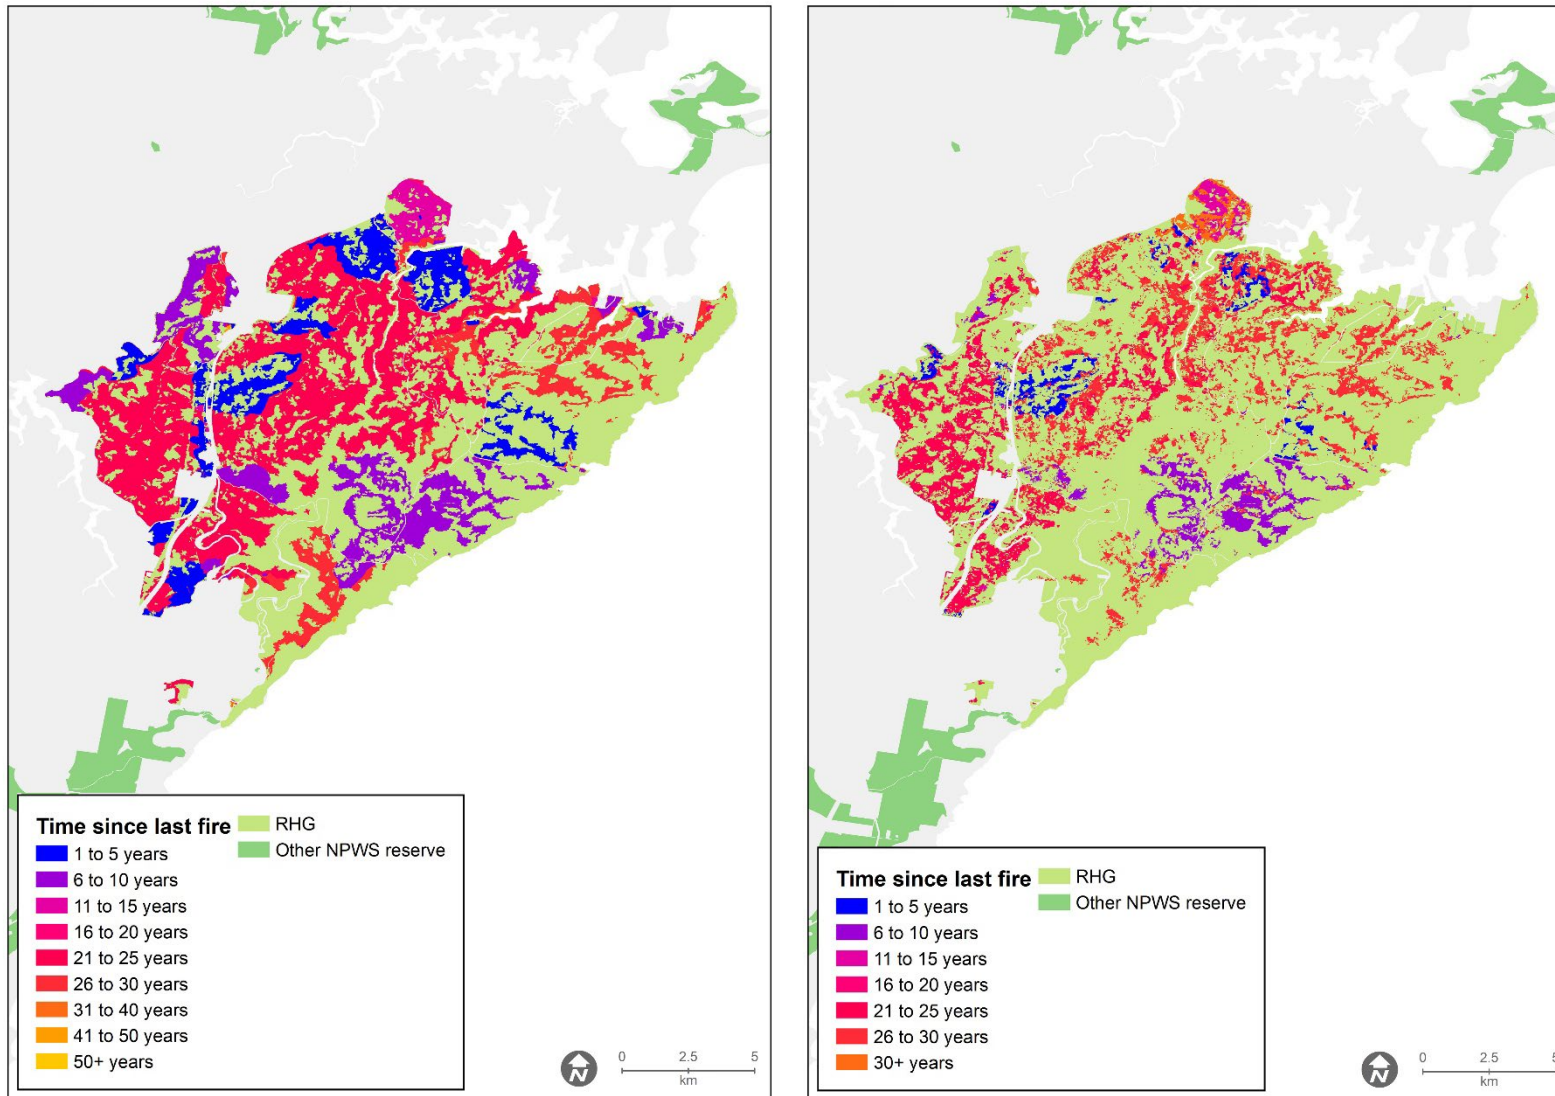 Time since last fire
1 to 5 years
6 to 10 years
11 to 15 years
16 to 20 years
21 to 25 years
26 to 30 years
31 to 40 years
41 to 50 years
50+ years
RHG
Other NPWS reserve
N
0 2.5 5
km
Time since last fire
1 to 5 years
6 to 10 years
11 to 15 years
16 to 20 years
21 to 25 years
26 to 30 years
30+ years
RHG
Other NPWS reserve
N
0 2.5 5
km